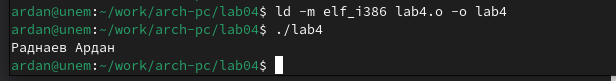 ardan@unem:~/work/arch-pc/lab04$ ld -m elf_i386 lab4.o -o lab4
ardan@unem:~/work/arch-pc/lab04$ ./lab4
Раднаев Ардан
ardan@unem:~/work/arch-pc/lab04$